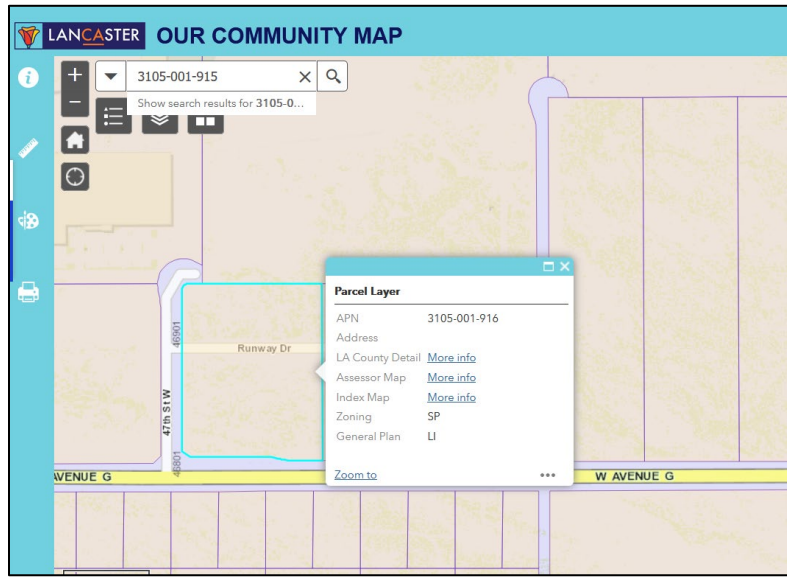 LANCASTER OUR COMMUNITY MAP
3105-001-915
Show search results for 3105-0...
Parcel Layer
APN 3105-001-916
Address
LA County Detail More info
Assessor Map More info
Index Map More info
Zoning SP
General Plan LI
Zoom to
46901
Runway Dr
47th St W
46801
AVENUE G
W AVENUE G